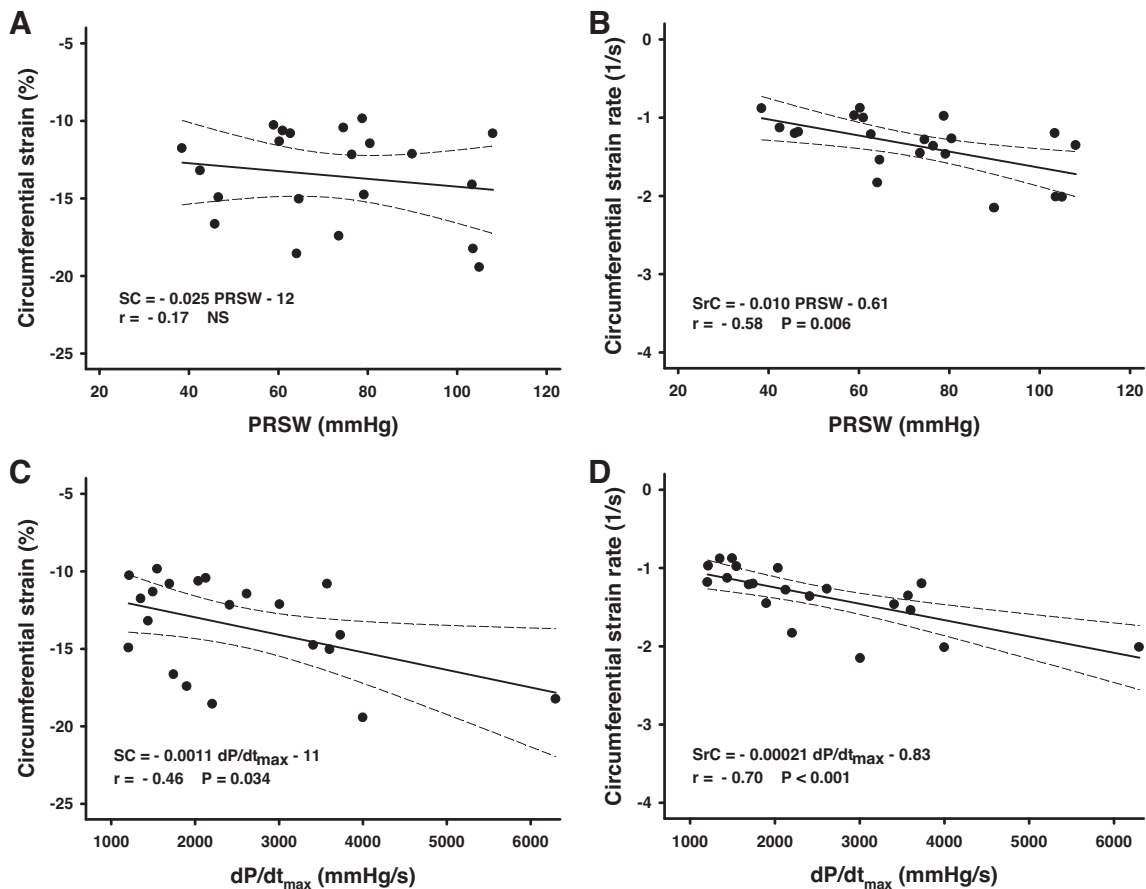 A
Circumferential strain (%)
-5
-10
-15
-20
-25
SC = - 0.025 PRSW - 12
r = - 0.17 NS
20 40 60 80 100 120
PRSW (mmHg)
B
Circumferential strain rate (1/s)
0
-1
-2
-3
-4
SrC = - 0.010 PRSW - 0.61
r = - 0.58 P = 0.006
20 40 60 80 100 120
PRSW (mmHg)
C
Circumferential strain (%)
-5
-10
-15
-20
-25
SC = - 0.0011 dP/dtmax - 11
r = - 0.46 P = 0.034
1000 2000 3000 4000 5000 6000
dP/dtmax (mmHg/s)
D
Circumferential strain rate (1/s)
0
-1
-2
-3
-4
SrC = - 0.00021 dP/dtmax - 0.83
r = - 0.70 P < 0.001
1000 2000 3000 4000 5000 6000
dP/dtmax (mmHg/s)